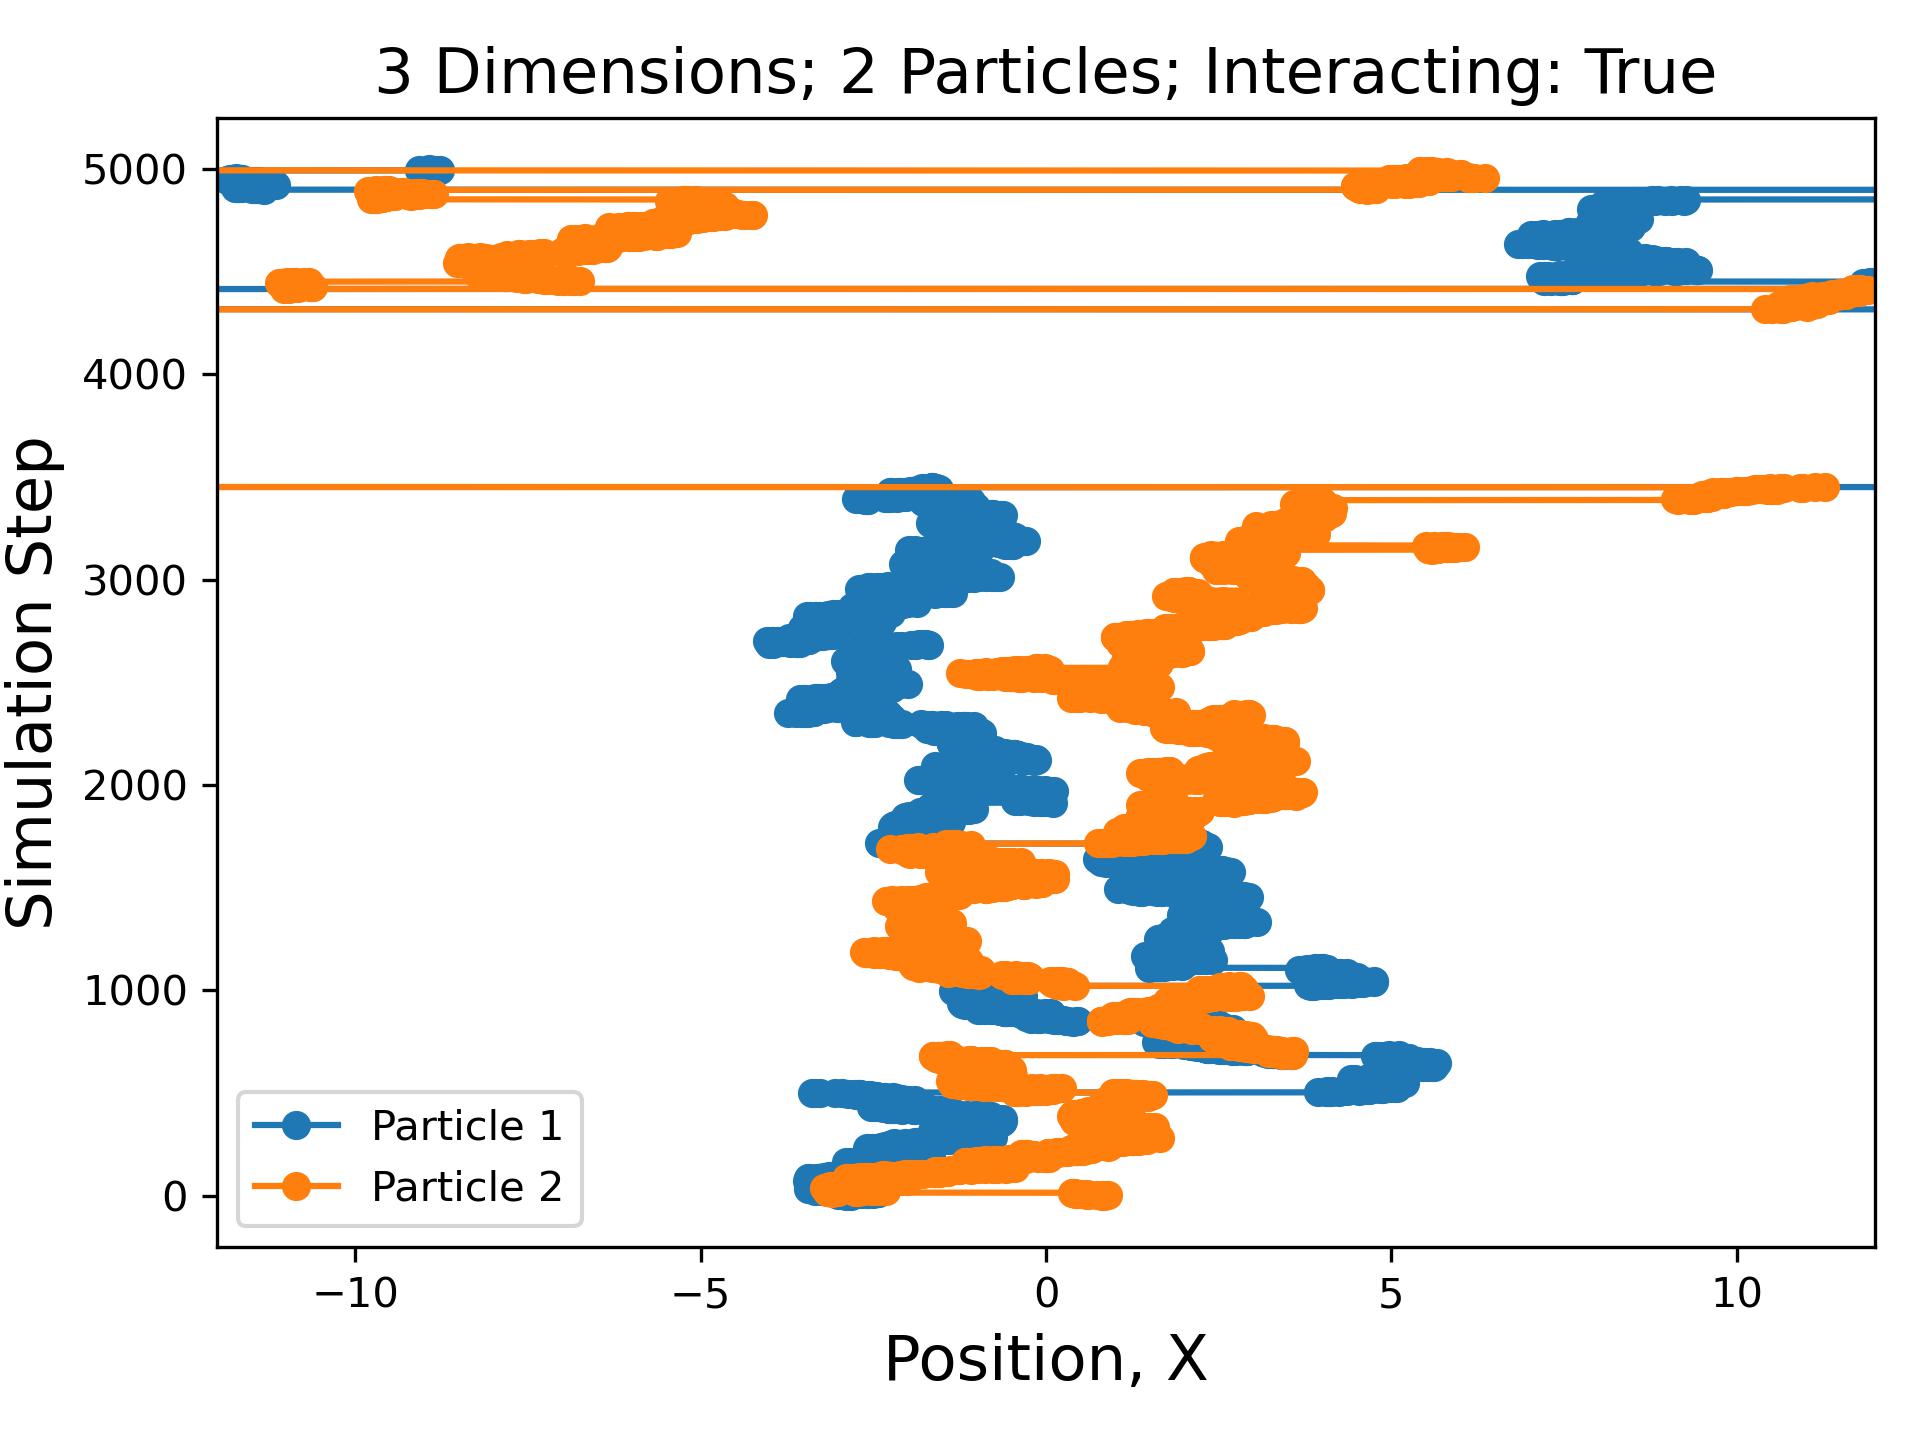 3 Dimensions; 2 Particles; Interacting: True
Simulation Step
5000
4000
3000
2000
1000
0
Particle 1
Particle 2
−10
−5
0
5
10
Position, X